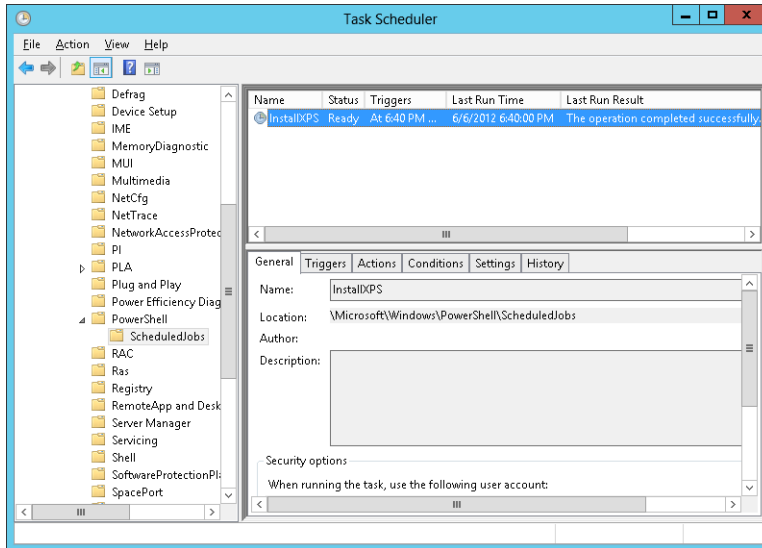 Task Scheduler
File Action View Help
Defrag
Device Setup
IME
MemoryDiagnostic
MUI
Multimedia
NetCfg
NetTrace
NetworkAccessProtec
PI
PLA
Plug and Play
Power Efficiency Diag
PowerShell
ScheduledJobs
RAC
Ras
Registry
RemoteApp and Desk
Server Manager
Servicing
Shell
SoftwareProtectionPl
SpacePort
Name Status Triggers Last Run Time Last Run Result
InstallXPS Ready At 6:40 PM ... 6/6/2012 6:40:00 PM The operation completed successfully.
General Triggers Actions Conditions Settings History
Name: InstallXPS
Location: \Microsoft\Windows\PowerShell\ScheduledJobs
Author:
Description:
Security options
When running the task, use the following user account: